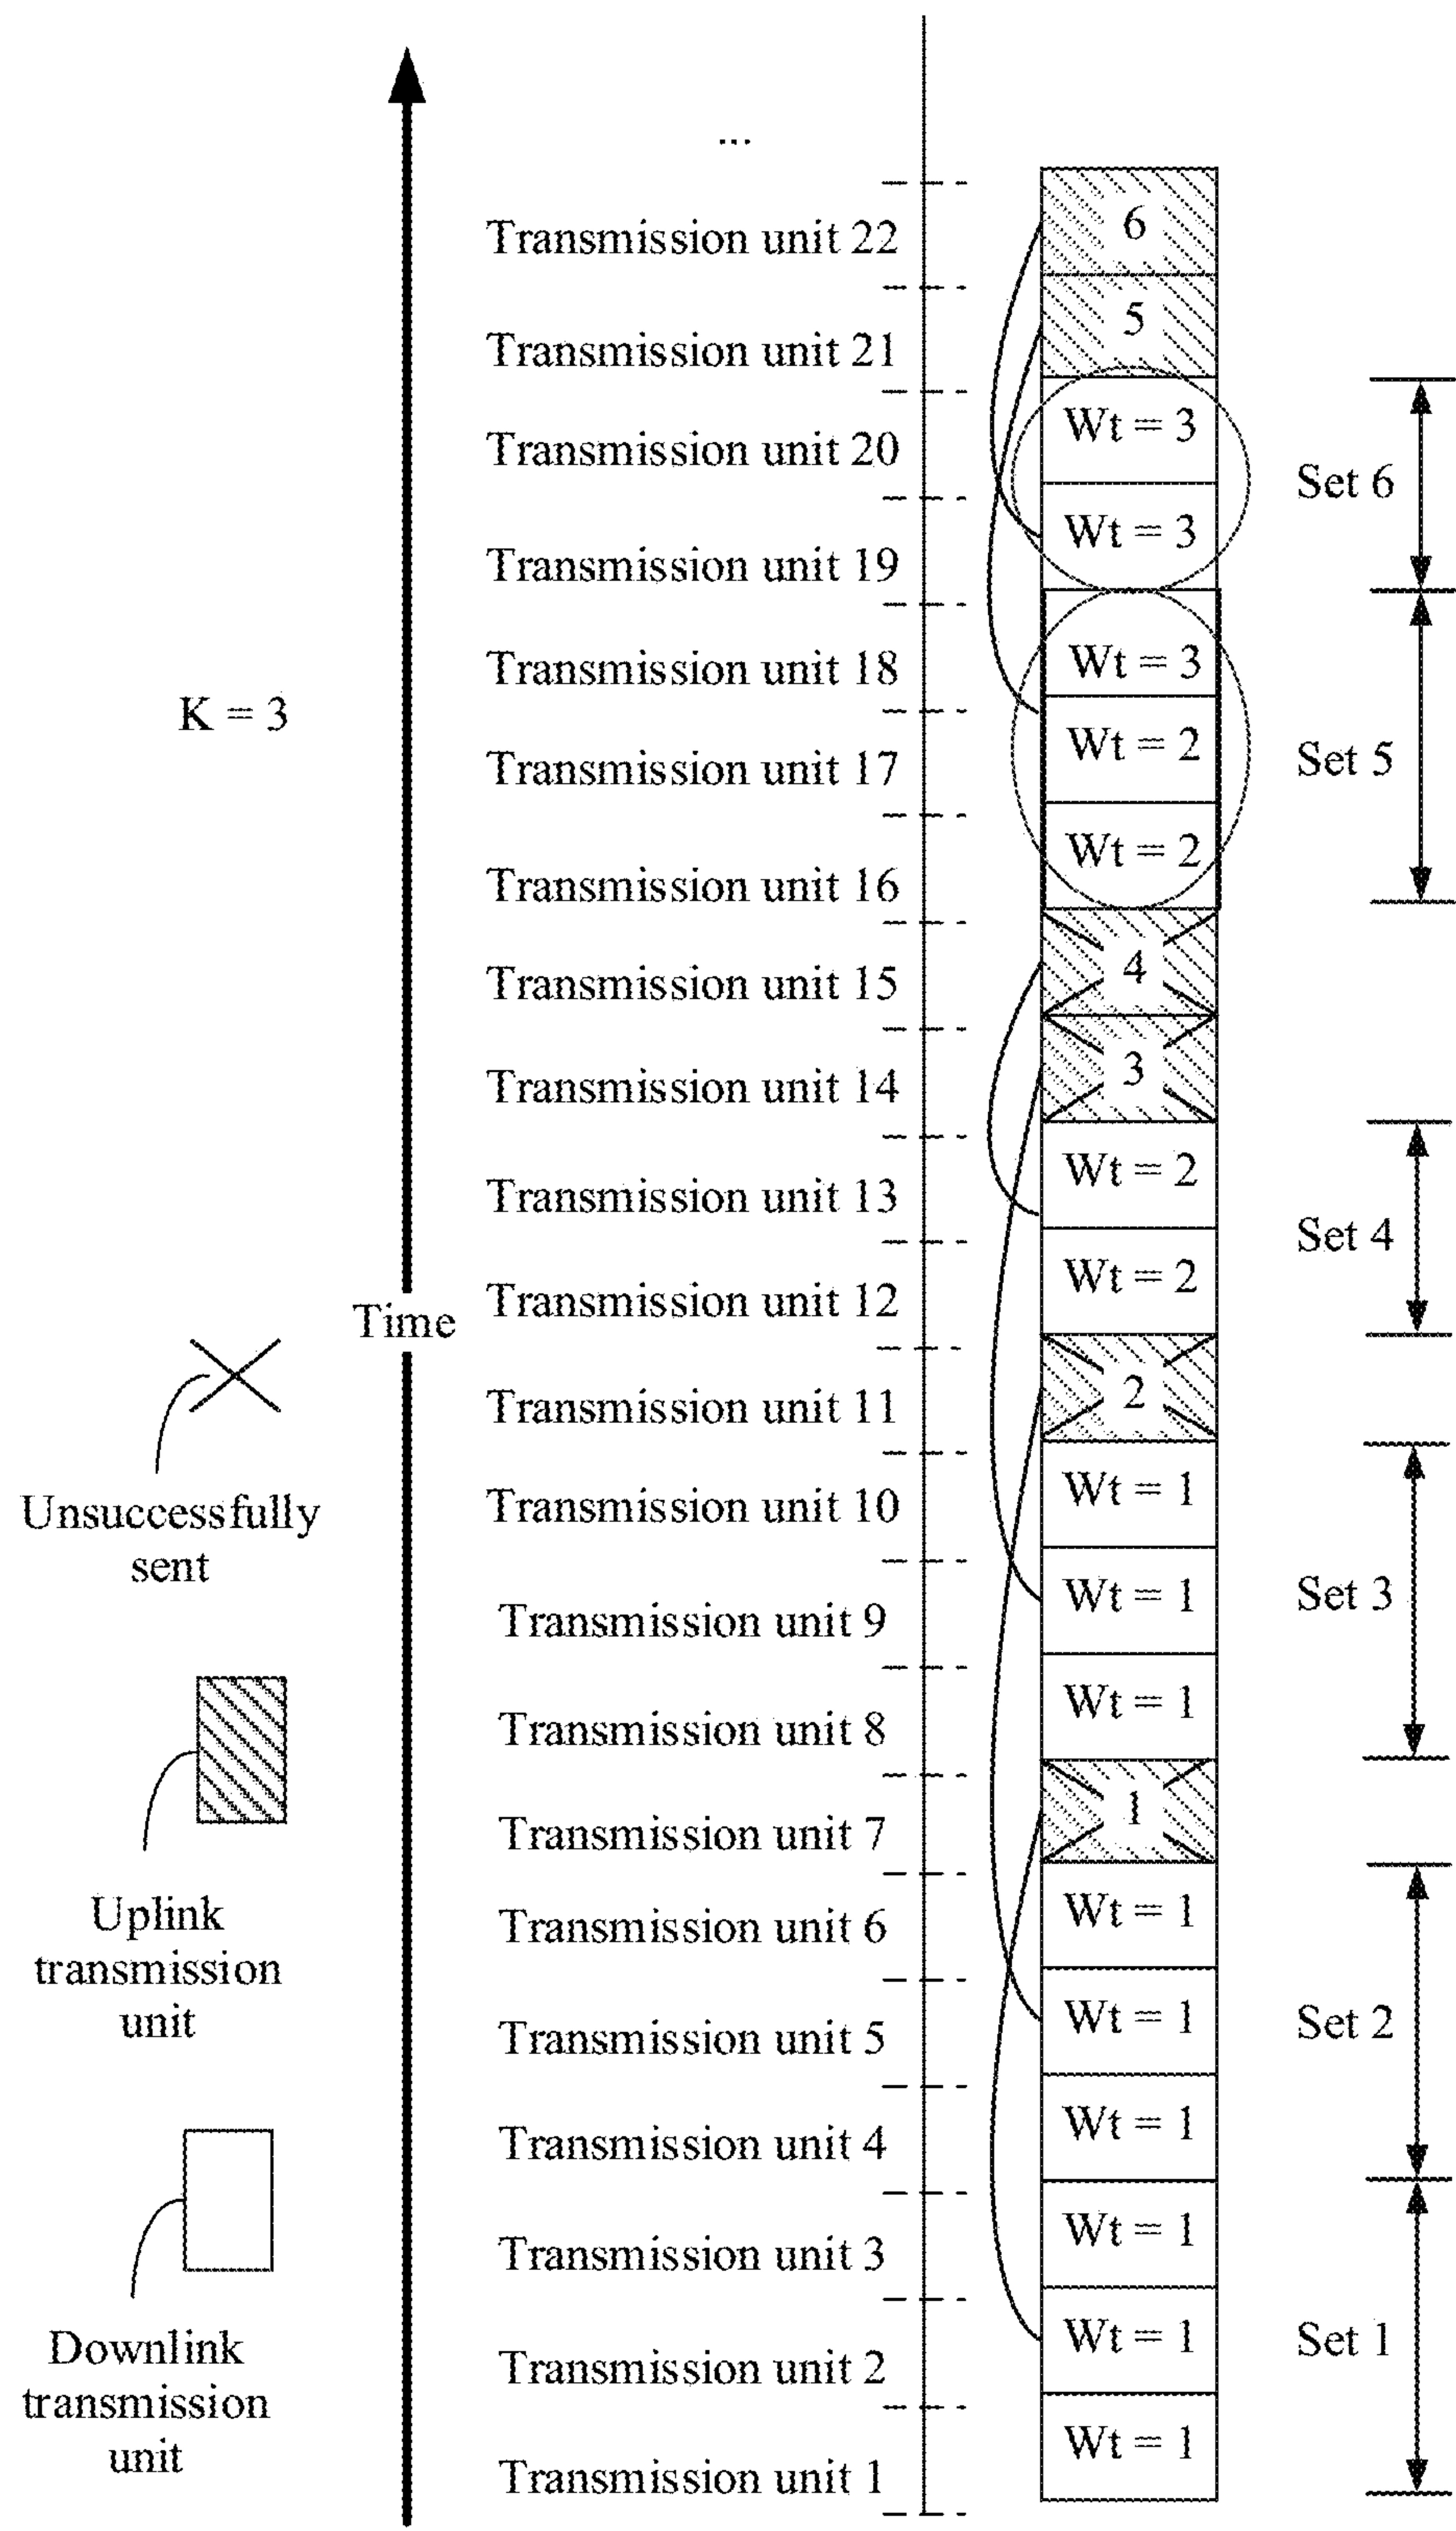 ...
Transmission unit 22
6
Transmission unit 21
5
Transmission unit 20
Wt = 3
Set 6
Transmission unit 19
Wt = 3
Transmission unit 18
Wt = 3
K = 3
Transmission unit 17
Wt = 2
Set 5
Transmission unit 16
Wt = 2
Transmission unit 15
4
Transmission unit 14
3
Transmission unit 13
Wt = 2
Set 4
Transmission unit 12
Wt = 2
Time
Transmission unit 11
2
Unsuccessfully
sent
Transmission unit 10
Wt = 1
Transmission unit 9
Wt = 1
Set 3
Transmission unit 8
Wt = 1
Transmission unit 7
1
Uplink
transmission
unit
Transmission unit 6
Wt = 1
Transmission unit 5
Wt = 1
Set 2
Transmission unit 4
Wt = 1
Transmission unit 3
Wt = 1
Downlink
transmission
unit
Transmission unit 2
Wt = 1
Set 1
Transmission unit 1
Wt = 1